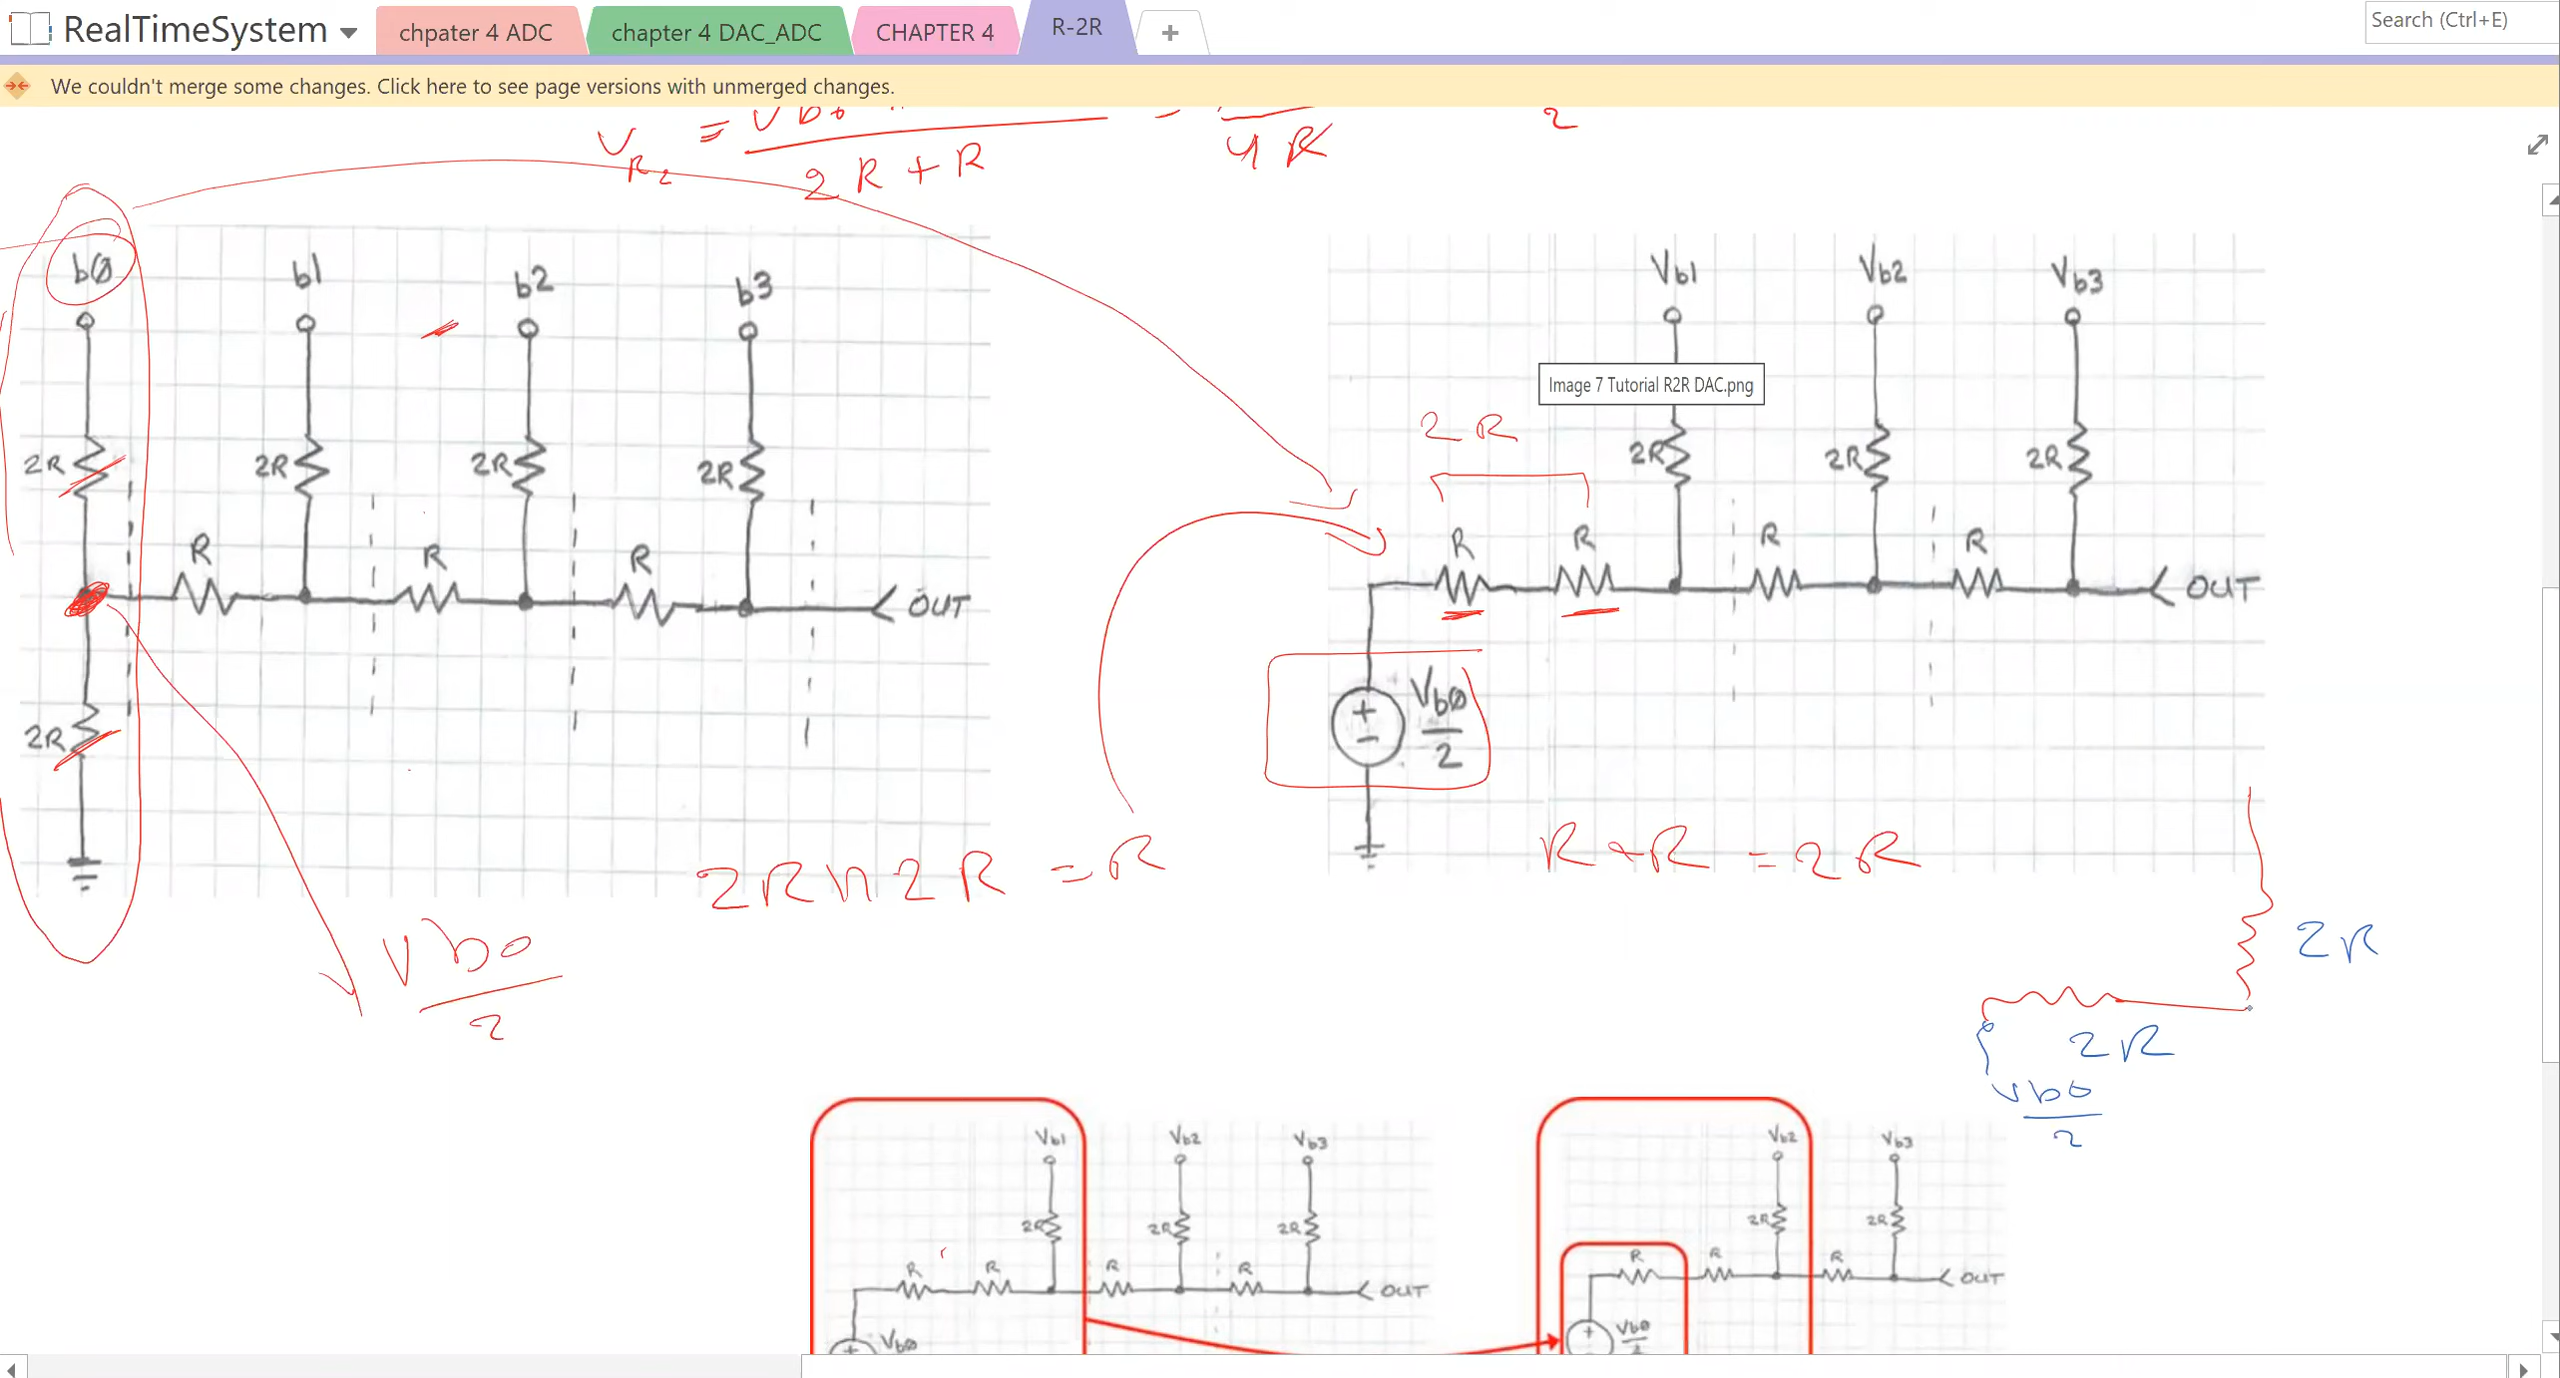 RealTimeSystem
chpater 4 ADC
chapter 4 DAC_ADC
CHAPTER 4
R-2R
+
Search (Ctrl+E)
We couldn't merge some changes. Click here to see page versions with unmerged changes.
VR2 =
2R + R
4R
2
b0 b1 b2 b3
2R 2R 2R 2R
R R R
OUT
2R
Vb0
2
2R 11 2R = R
Vb1 Vb2 Vb3
Image 7 Tutorial R2R DAC.png
2R
2R 2R 2R
R R R R
OUT
+
-
Vb0
2
R + R = 2R
2R
2R
Vb0
2
Vb1 Vb2 Vb3
2R 2R 2R
R R R R
OUT
+
Vb0
Vb2 Vb3
2R 2R
R R R
OUT
+
Vb0